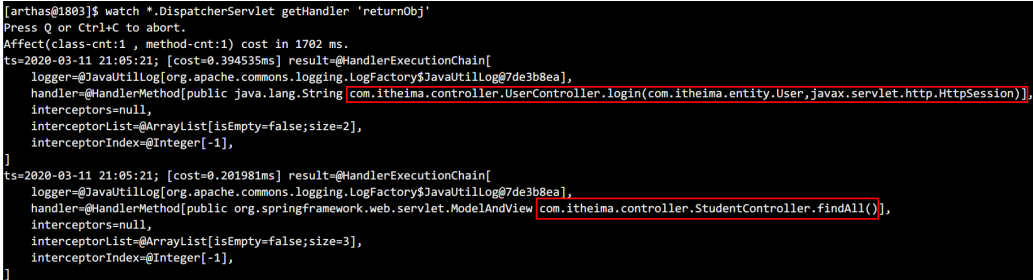 [arthas@1803]$ watch *.DispatcherServlet getHandler 'returnObj'
Press Q or Ctrl+C to abort.
Affect(class-cnt:1 , method-cnt:1) cost in 1702 ms.
ts=2020-03-11 21:05:21; [cost=0.394535ms] result=@HandlerExecutionChain[
    logger=@JavaUtilLog[org.apache.commons.logging.LogFactory$JavaUtilLog@7de3b8ea],
    handler=@HandlerMethod[public java.lang.String com.itheima.controller.UserController.login(com.itheima.entity.User,javax.servlet.http.HttpSession)],
    interceptors=null,
    interceptorList=@ArrayList[isEmpty=false;size=2],
    interceptorIndex=@Integer[-1],
]
ts=2020-03-11 21:05:21; [cost=0.201981ms] result=@HandlerExecutionChain[
    logger=@JavaUtilLog[org.apache.commons.logging.LogFactory$JavaUtilLog@7de3b8ea],
    handler=@HandlerMethod[public org.springframework.web.servlet.ModelAndView com.itheima.controller.StudentController.findAll()],
    interceptors=null,
    interceptorList=@ArrayList[isEmpty=false;size=3],
    interceptorIndex=@Integer[-1],
]